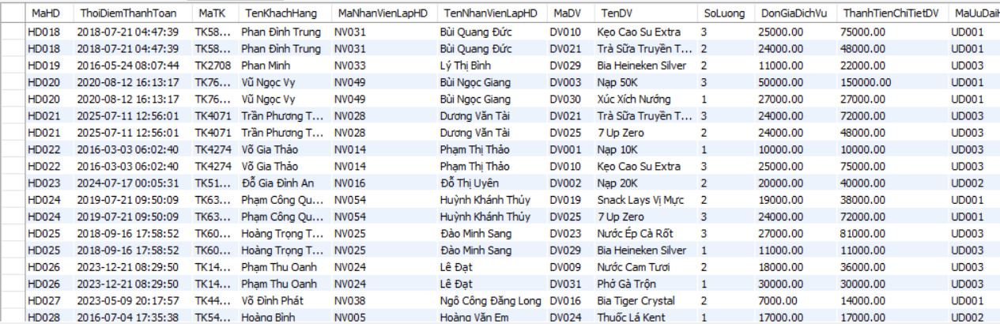 MaHD ThoiDiemThanhToan MaTK TenKhachHang MaNhanVienLapHD TenNhanVienLapHD MaDV TenDV SoLuong DonGiaDichVu ThanhTienChiTietDV MaUuDaiH
HD018 2018-07-21 04:47:39 TK58... Phan Đình Trung NV031 Bùi Quang Đức DV010 Kẹo Cao Su Extra 3 25000.00 75000.00 UD001
HD018 2018-07-21 04:47:39 TK58... Phan Đình Trung NV031 Bùi Quang Đức DV021 Trà Sữa Truyền T... 2 24000.00 48000.00 UD001
HD019 2016-05-24 08:07:44 TK2708 Phan Minh NV033 Lý Thị Bình DV029 Bia Heineken Silver 2 11000.00 22000.00 UD003
HD020 2020-08-12 16:13:17 TK76... Vũ Ngọc Vy NV049 Bùi Ngọc Giang DV003 Nạp 50K 3 50000.00 150000.00 UD001
HD020 2020-08-12 16:13:17 TK76... Vũ Ngọc Vy NV049 Bùi Ngọc Giang DV030 Xúc Xích Nướng 1 27000.00 27000.00 UD001
HD021 2025-07-11 12:56:01 TK4071 Trần Phương T... NV028 Dương Văn Tài DV021 Trà Sữa Truyền T... 3 24000.00 72000.00 UD003
HD021 2025-07-11 12:56:01 TK4071 Trần Phương T... NV028 Dương Văn Tài DV025 7 Up Zero 2 24000.00 48000.00 UD003
HD022 2016-03-03 06:02:40 TK4274 Võ Gia Thảo NV014 Phạm Thị Thảo DV001 Nạp 10K 1 10000.00 10000.00 UD003
HD022 2016-03-03 06:02:40 TK4274 Võ Gia Thảo NV014 Phạm Thị Thảo DV010 Kẹo Cao Su Extra 3 25000.00 75000.00 UD003
HD023 2024-07-17 00:05:31 TK51... Đỗ Gia Đình An NV016 Đỗ Thị Uyên DV002 Nạp 20K 2 20000.00 40000.00 UD002
HD024 2019-07-21 09:50:09 TK63... Phạm Công Qu... NV054 Huỳnh Khánh Thủy DV019 Snack Lays Vị Mực 2 19000.00 38000.00 UD001
HD024 2019-07-21 09:50:09 TK63... Phạm Công Qu... NV054 Huỳnh Khánh Thủy DV025 7 Up Zero 3 24000.00 72000.00 UD001
HD025 2018-09-16 17:58:52 TK60... Hoàng Trọng T... NV025 Đào Minh Sang DV023 Nước Ép Cà Rốt 3 27000.00 81000.00 UD003
HD025 2018-09-16 17:58:52 TK60... Hoàng Trọng T... NV025 Đào Minh Sang DV029 Bia Heineken Silver 1 11000.00 11000.00 UD003
HD026 2023-12-21 08:29:50 TK14... Phạm Thu Oanh NV024 Lê Đạt DV009 Nước Cam Tươi 2 18000.00 36000.00 UD003
HD026 2023-12-21 08:29:50 TK14... Phạm Thu Oanh NV024 Lê Đạt DV031 Phở Gà Trộn 1 30000.00 30000.00 UD003
HD027 2023-05-09 20:17:57 TK44... Võ Đình Phát NV038 Ngô Công Đăng Long DV016 Bia Tiger Crystal 2 7000.00 14000.00 UD001
HD028 2016-07-04 17:35:38 TK54... Hoàng Bình NV005 Hoàng Văn Em DV024 Thuốc Lá Kent 1 17000.00 17000.00 UD002